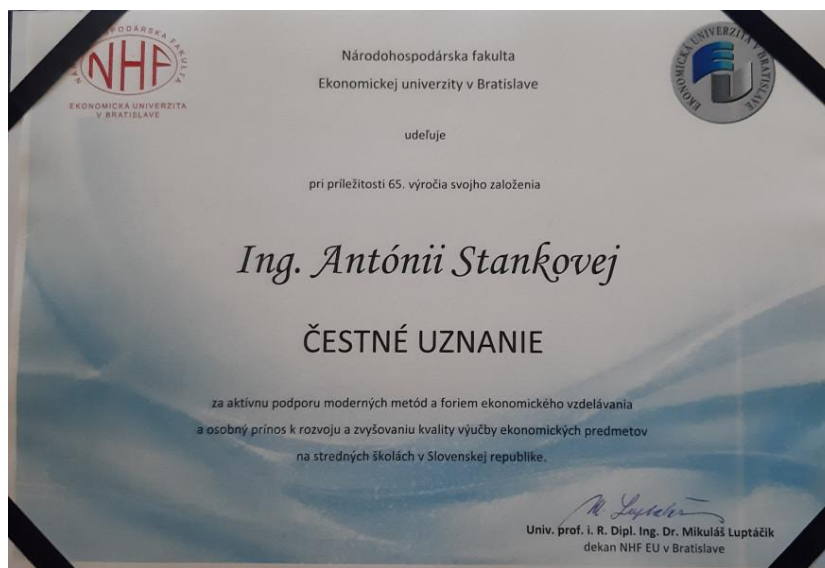 NÁRODOHOSPODÁRSKA FAKULTA
NHF
EKONOMICKÁ UNIVERZITA
V BRATISLAVE
EKONOMICKÁ UNIVERZITA V BRATISLAVE
Národohospodárska fakulta
Ekonomickej univerzity v Bratislave
udeľuje
pri príležitosti 65. výročia svojho založenia
Ing. Antónii Stankovej
ČESTNÉ UZNANIE
za aktívnu podporu moderných metód a foriem ekonomického vzdelávania
a osobný prínos k rozvoju a zvyšovaniu kvality výučby ekonomických predmetov
na stredných školách v Slovenskej republike.
Univ. prof. i. R. Dipl. Ing. Dr. Mikuláš Luptáčik
dekan NHF EU v Bratislave